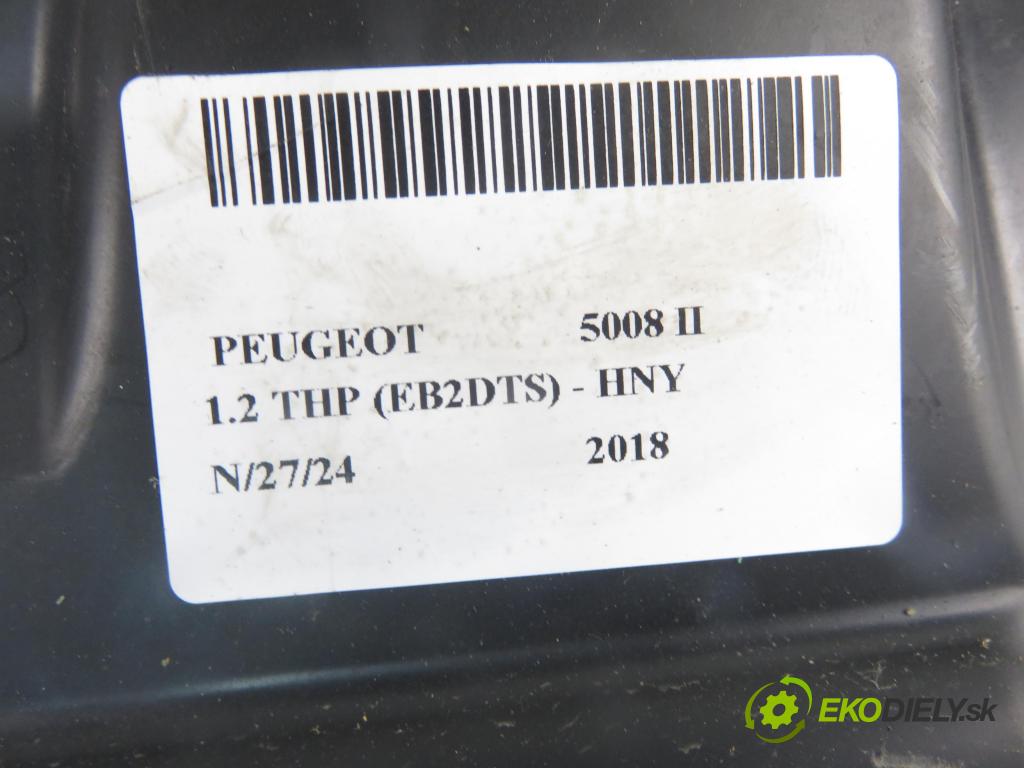 PEUGEOT 5008 II
1.2 THP (EB2DTS) - HNY
N/27/24 2018
EKODIELY.sk